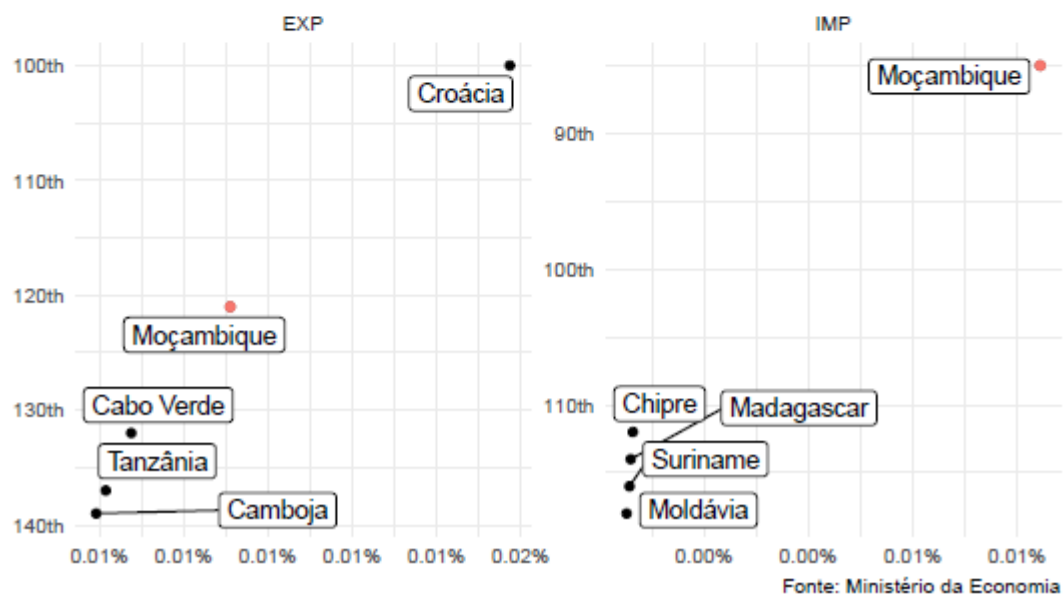 EXP
100th
110th
120th
130th
140th
Croácia
Moçambique
Cabo Verde
Tanzânia
Camboja
0.01% 0.01% 0.01% 0.01% 0.01% 0.02%
IMP
90th
100th
110th
Moçambique
Chipre
Madagascar
Suriname
Moldávia
0.00% 0.00% 0.01% 0.01%
Fonte: Ministério da Economia